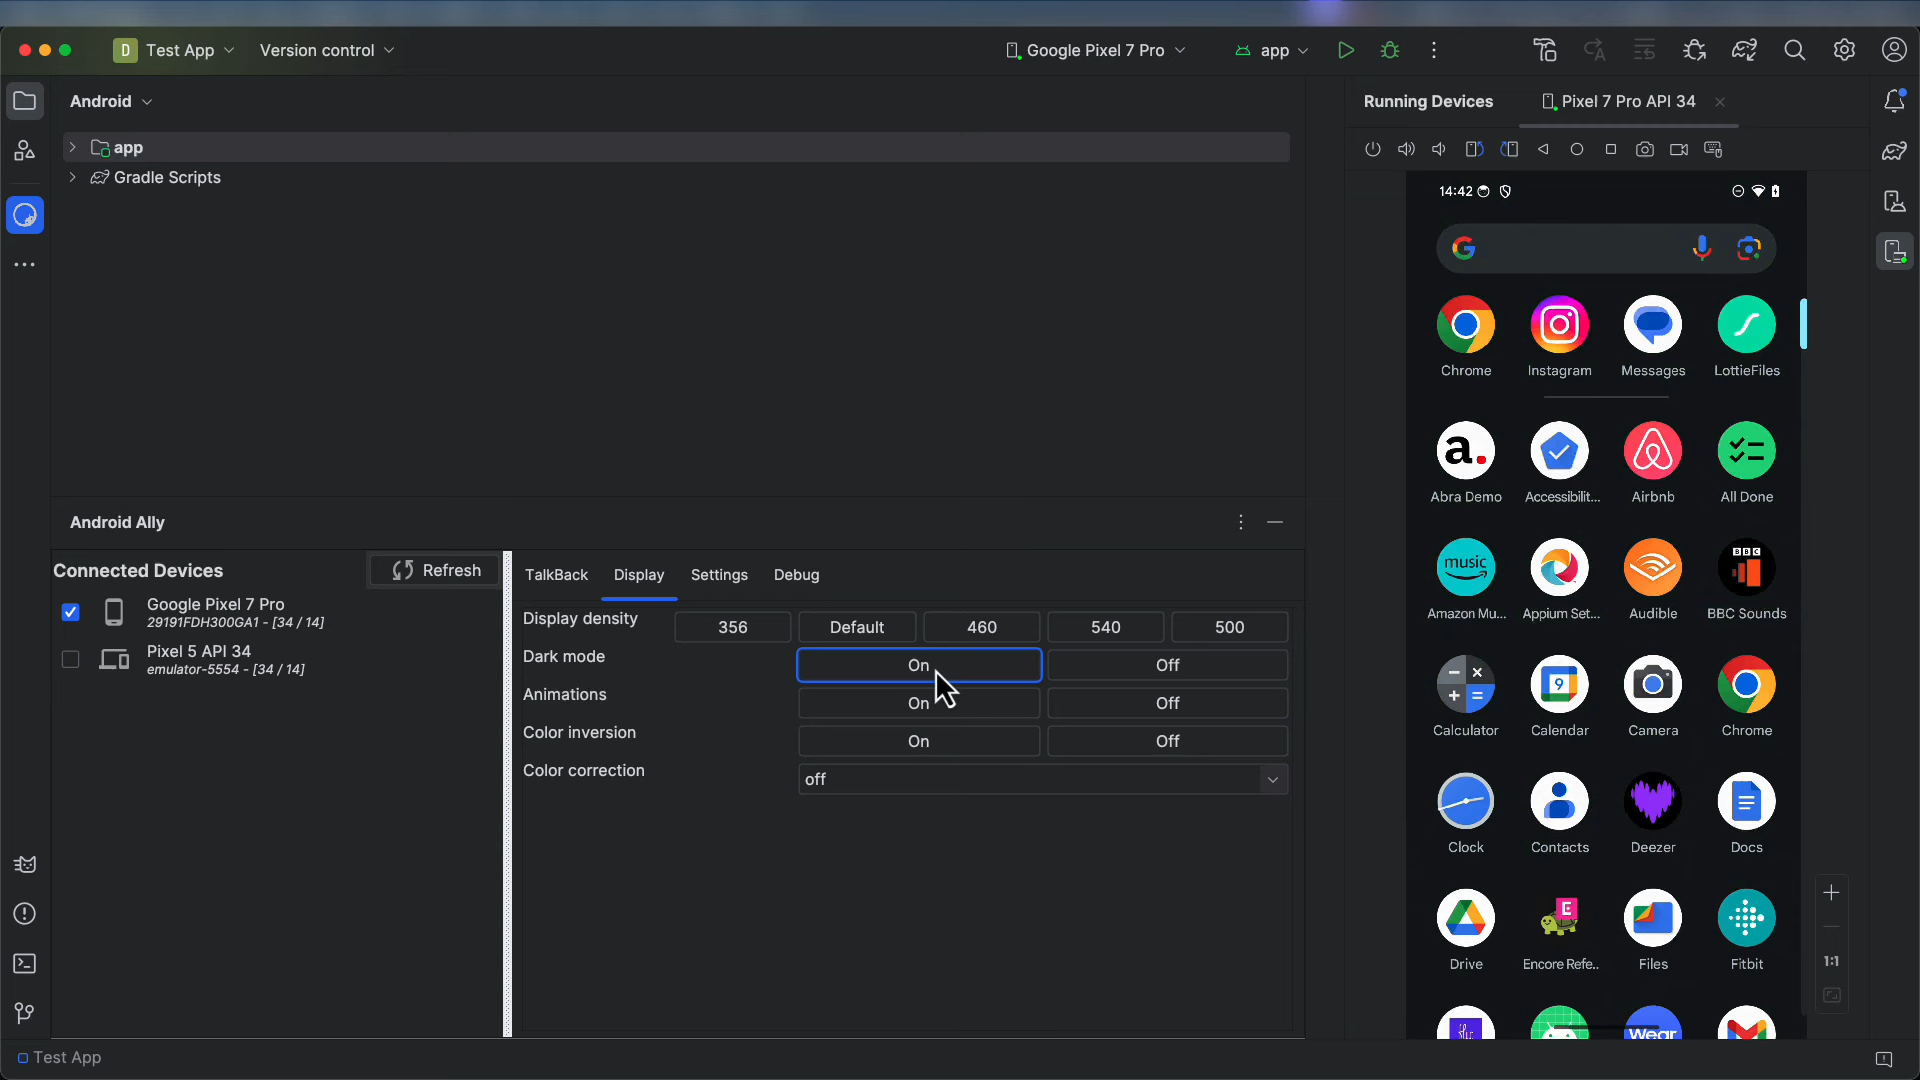 D Test App
Version control
Google Pixel 7 Pro
app
Android
app
Gradle Scripts
Android Ally
Connected Devices
Refresh
Google Pixel 7 Pro
29191FDH300GA1 - [34 / 14]
Pixel 5 API 34
emulator-5554 - [34 / 14]
TalkBack
Display
Settings
Debug
Display density
356
Default
460
540
500
Dark mode
On
Off
Animations
On
Off
Color inversion
On
Off
Color correction
off
Running Devices
Pixel 7 Pro API 34
14:42
G
Chrome
Instagram
Messages
LottieFiles
a.
Abra Demo
Accessibilit...
Airbnb
All Done
music
BBC
Amazon Mu...
Appium Set...
Audible
BBC Sounds
9
Calculator
Calendar
Camera
Chrome
Clock
Contacts
Deezer
Docs
E
Drive
Encore Refe..
Files
Fitbit
Wear
1:1
Test App